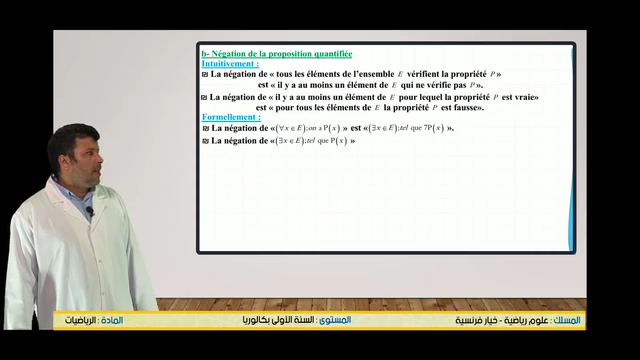 b- Négation de la proposition quantifiée
Intuitivement :
La négation de « tous les éléments de l'ensemble E vérifient la propriété P »
est « il y a au moins un élément de E qui ne vérifie pas P ».
La négation de « il y a au moins un élément de E pour lequel la propriété P est vraie»
est « pour tous les éléments de E la propriété P est fausse».
Formellement :
La négation de «(∀x∈E);on a P(x) » est «(∃x∈E);tel que 7P(x) ».
La négation de «(∃x∈E);tel que P(x) »
المسلك : علوم رياضية - خيار فرنسية
المستوى : السنة الأولى بكالوريا
المادة : الرياضيات